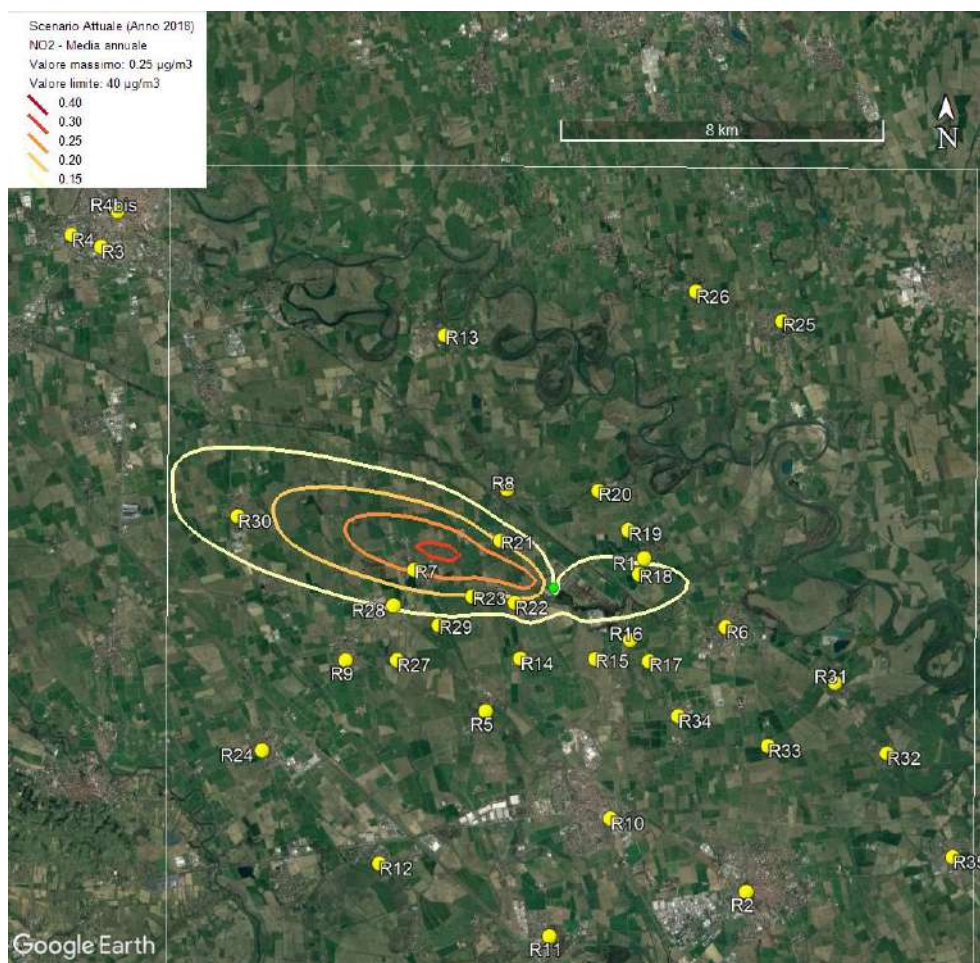 Scenario Attuale (Anno 2018)
NO2 - Media annuale
Valore massimo: 0.25 µg/m3
Valore limite: 40 µg/m3
0.40
0.30
0.25
0.20
0.15
8 km
N
R4bis
R4
R3
R26
R25
R13
R8
R20
R30
R19
R21
R1
R18
R7
R23
R22
R28
R29
R16
R6
R9
R27
R14
R15
R17
R31
R5
R34
R24
R33
R32
R10
R12
R35
R2
R11
Google Earth